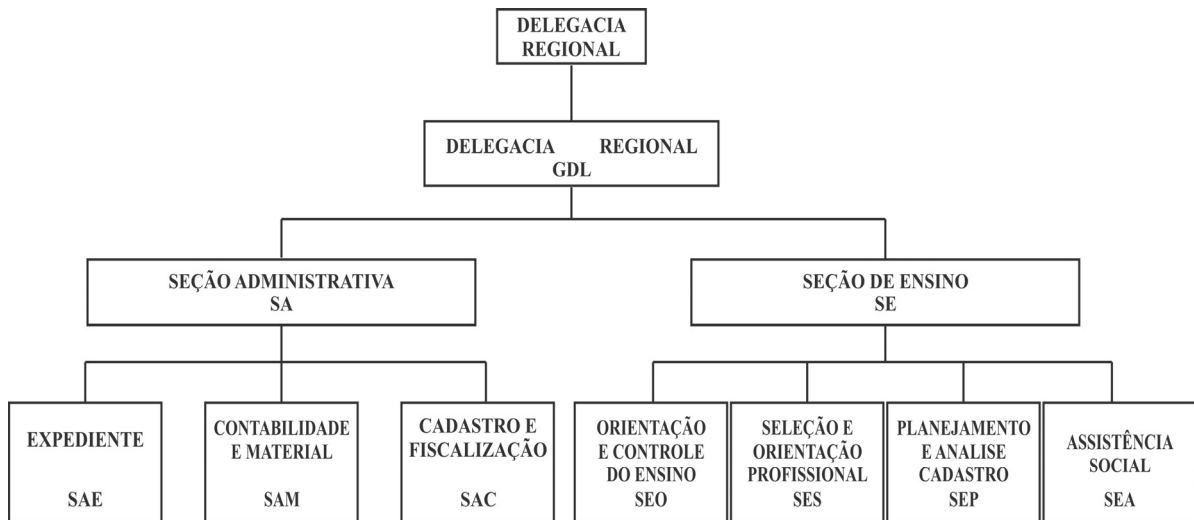 DELEGACIA
REGIONAL
DELEGACIA REGIONAL
GDL
SEÇÃO ADMINISTRATIVA
SA
SEÇÃO DE ENSINO
SE
EXPEDIENTE
SAE
CONTABILIDADE
E MATERIAL
SAM
CADASTRO E
FISCALIZAÇÃO
SAC
ORIENTAÇÃO
E CONTROLE
DO ENSINO
SEO
SELEÇÃO E
ORIENTAÇÃO
PROFISSIONAL
SES
PLANEJAMENTO
E ANALISE
CADASTRO
SEP
ASSISTÊNCIA
SOCIAL
SEA